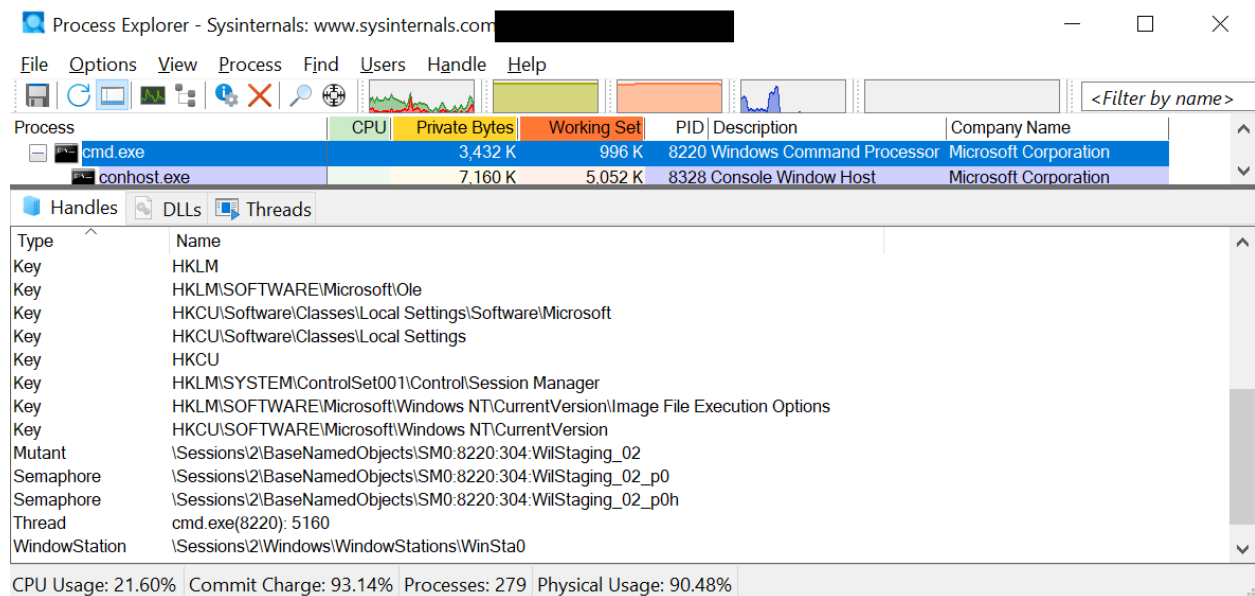 Process Explorer - Sysinternals: www.sysinternals.com
File Options View Process Find Users Handle Help
<Filter by name>
Process CPU Private Bytes Working Set PID Description Company Name
cmd.exe 3,432 K 996 K 8220 Windows Command Processor Microsoft Corporation
conhost.exe 7,160 K 5,052 K 8328 Console Window Host Microsoft Corporation
Handles DLLs Threads
Type Name
Key HKLM
Key HKLM\SOFTWARE\Microsoft\Ole
Key HKCU\Software\Classes\Local Settings\Software\Microsoft
Key HKCU\Software\Classes\Local Settings
Key HKCU
Key HKLM\SYSTEM\ControlSet001\Control\Session Manager
Key HKLM\SOFTWARE\Microsoft\Windows NT\CurrentVersion\Image File Execution Options
Key HKCU\SOFTWARE\Microsoft\Windows NT\CurrentVersion
Mutant \Sessions\2\BaseNamedObjects\SM0:8220:304:WilStaging_02
Semaphore \Sessions\2\BaseNamedObjects\SM0:8220:304:WilStaging_02_p0
Semaphore \Sessions\2\BaseNamedObjects\SM0:8220:304:WilStaging_02_p0h
Thread cmd.exe(8220): 5160
WindowStation \Sessions\2\Windows\WindowStations\WinSta0
CPU Usage: 21.60% Commit Charge: 93.14% Processes: 279 Physical Usage: 90.48%